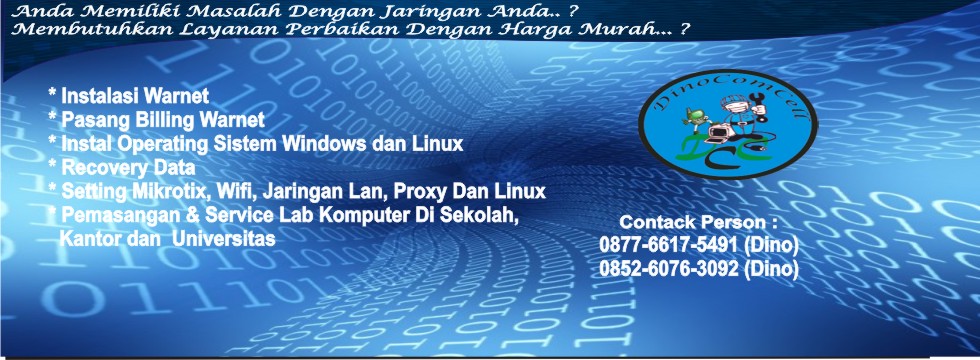 Anda Memiliki Masalah Dengan Jaringan Anda.. ?
Membutuhkan Layanan Perbaikan Dengan Harga Murah... ?
* Instalasi Warnet
* Pasang Billing Warnet
* Instal Operating Sistem Windows dan Linux
* Recovery Data
* Setting Mikrotix, Wifi, Jaringan Lan, Proxy Dan Linux
* Pemasangan & Service Lab Komputer Di Sekolah,
Kantor dan Universitas
DinoComCell
DCC
Contack Person :
0877-6617-5491 (Dino)
0852-6076-3092 (Dino)